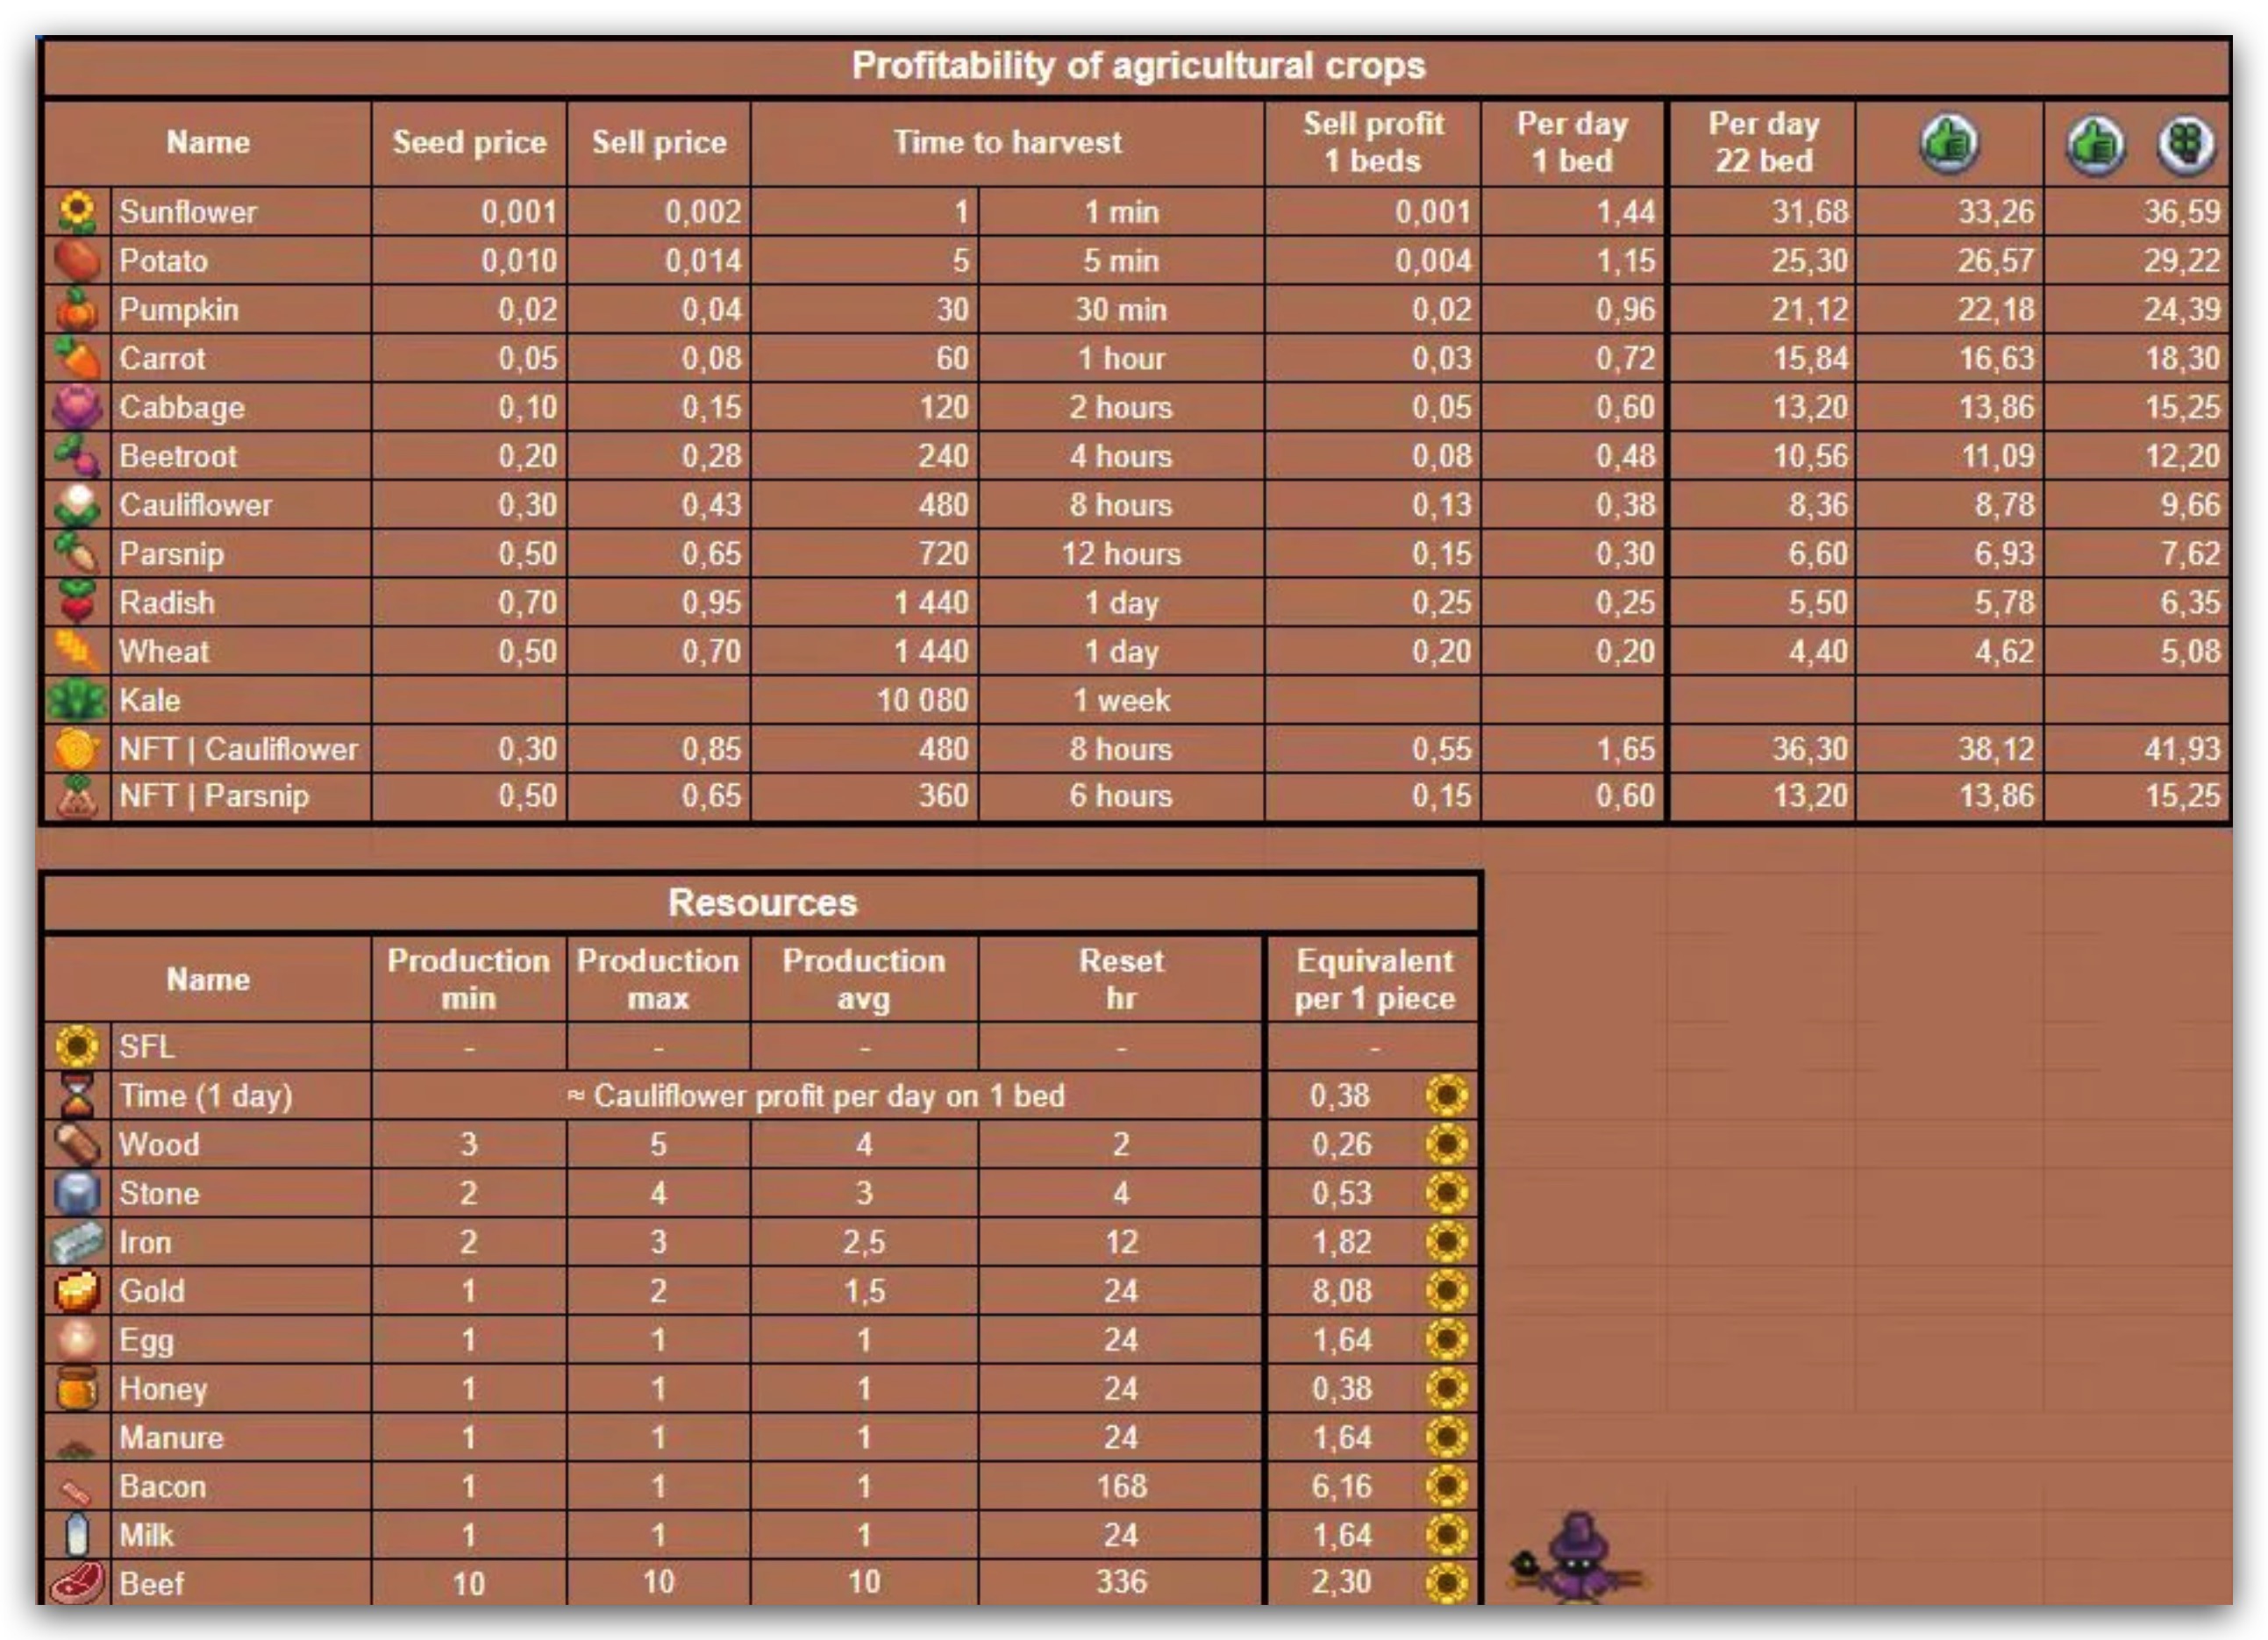 Profitability of agricultural crops
Name Seed price Sell price Time to harvest Sell profit 1 beds Per day 1 bed Per day 22 bed
Sunflower 0,001 0,002 1 1 min 0,001 1,44 31,68 33,26 36,59
Potato 0,010 0,014 5 5 min 0,004 1,15 25,30 26,57 29,22
Pumpkin 0,02 0,04 30 30 min 0,02 0,96 21,12 22,18 24,39
Carrot 0,05 0,08 60 1 hour 0,03 0,72 15,84 16,63 18,30
Cabbage 0,10 0,15 120 2 hours 0,05 0,60 13,20 13,86 15,25
Beetroot 0,20 0,28 240 4 hours 0,08 0,48 10,56 11,09 12,20
Cauliflower 0,30 0,43 480 8 hours 0,13 0,38 8,36 8,78 9,66
Parsnip 0,50 0,65 720 12 hours 0,15 0,30 6,60 6,93 7,62
Radish 0,70 0,95 1 440 1 day 0,25 0,25 5,50 5,78 6,35
Wheat 0,50 0,70 1 440 1 day 0,20 0,20 4,40 4,62 5,08
Kale 10 080 1 week
NFT | Cauliflower 0,30 0,85 480 8 hours 0,55 1,65 36,30 38,12 41,93
NFT | Parsnip 0,50 0,65 360 6 hours 0,15 0,60 13,20 13,86 15,25
Resources
Name Production min Production max Production avg Reset hr Equivalent per 1 piece
SFL - - - - -
Time (1 day) ≈ Cauliflower profit per day on 1 bed 0,38
Wood 3 5 4 2 0,26
Stone 2 4 3 4 0,53
Iron 2 3 2,5 12 1,82
Gold 1 2 1,5 24 8,08
Egg 1 1 1 24 1,64
Honey 1 1 1 24 0,38
Manure 1 1 1 24 1,64
Bacon 1 1 1 168 6,16
Milk 1 1 1 24 1,64
Beef 10 10 10 336 2,30